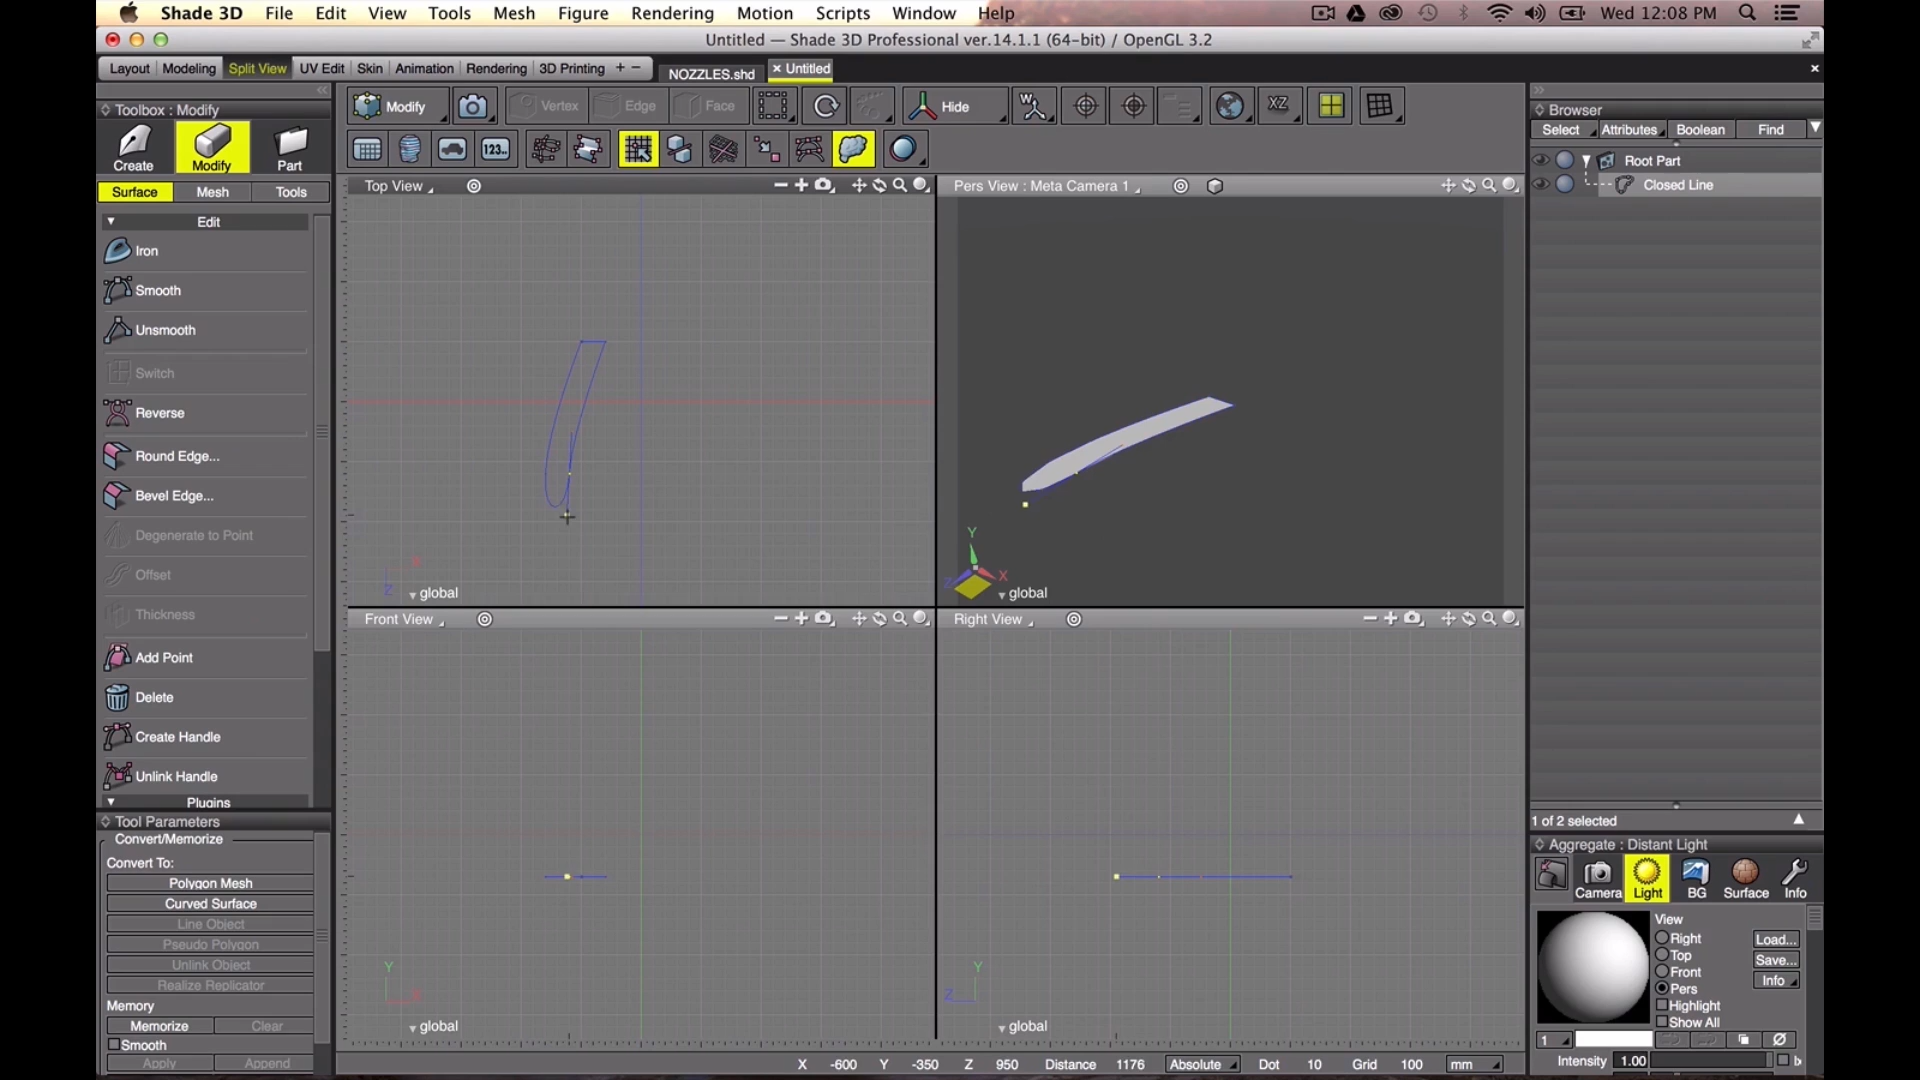 Shade 3D File Edit View Tools Mesh Figure Rendering Motion Scripts Window Help Wed 12:08 PM
Untitled — Shade 3D Professional ver.14.1.1 (64-bit) / OpenGL 3.2
Layout Modeling Split View UV Edit Skin Animation Rendering 3D Printing + − NOZZLES.shd × Untitled ×
Toolbox : Modify
Create Modify Part
Surface Mesh Tools
Edit
Iron
Smooth
Unsmooth
Switch
Reverse
Round Edge...
Bevel Edge...
Degenerate to Point
Offset
Thickness
Add Point
Delete
Create Handle
Unlink Handle
Plugins
Tool Parameters
Convert/Memorize
Convert To:
Polygon Mesh
Curved Surface
Line Object
Pseudo Polygon
Unlink Object
Realize Replicator
Memory
Memorize Clear
Smooth
Apply Append
Modify Vertex Edge Face Hide W XZ
123..
Top View
Z
global
Pers View : Meta Camera 1
Y
Z X
global
Front View
Y
X
global
Right View
Y
Z
global
X -600 Y -350 Z 950 Distance 1176 Absolute Dot 10 Grid 100 mm
Browser
Select Attributes Boolean Find
Root Part
Closed Line
1 of 2 selected
Aggregate : Distant Light
Camera Light BG Surface Info
View
Right Load...
Top
Front Save...
Pers Info
Highlight
Show All
1
Intensity 1.00